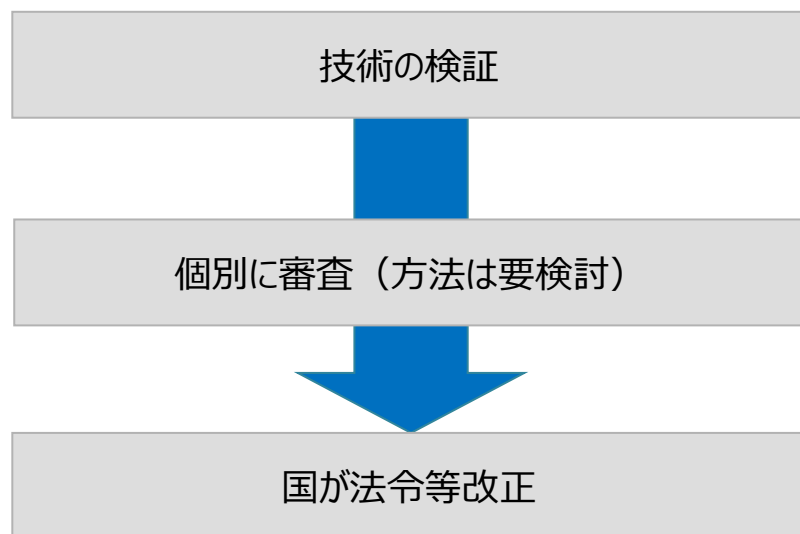 技術の検証
個別に審査（方法は要検討）
国が法令等改正